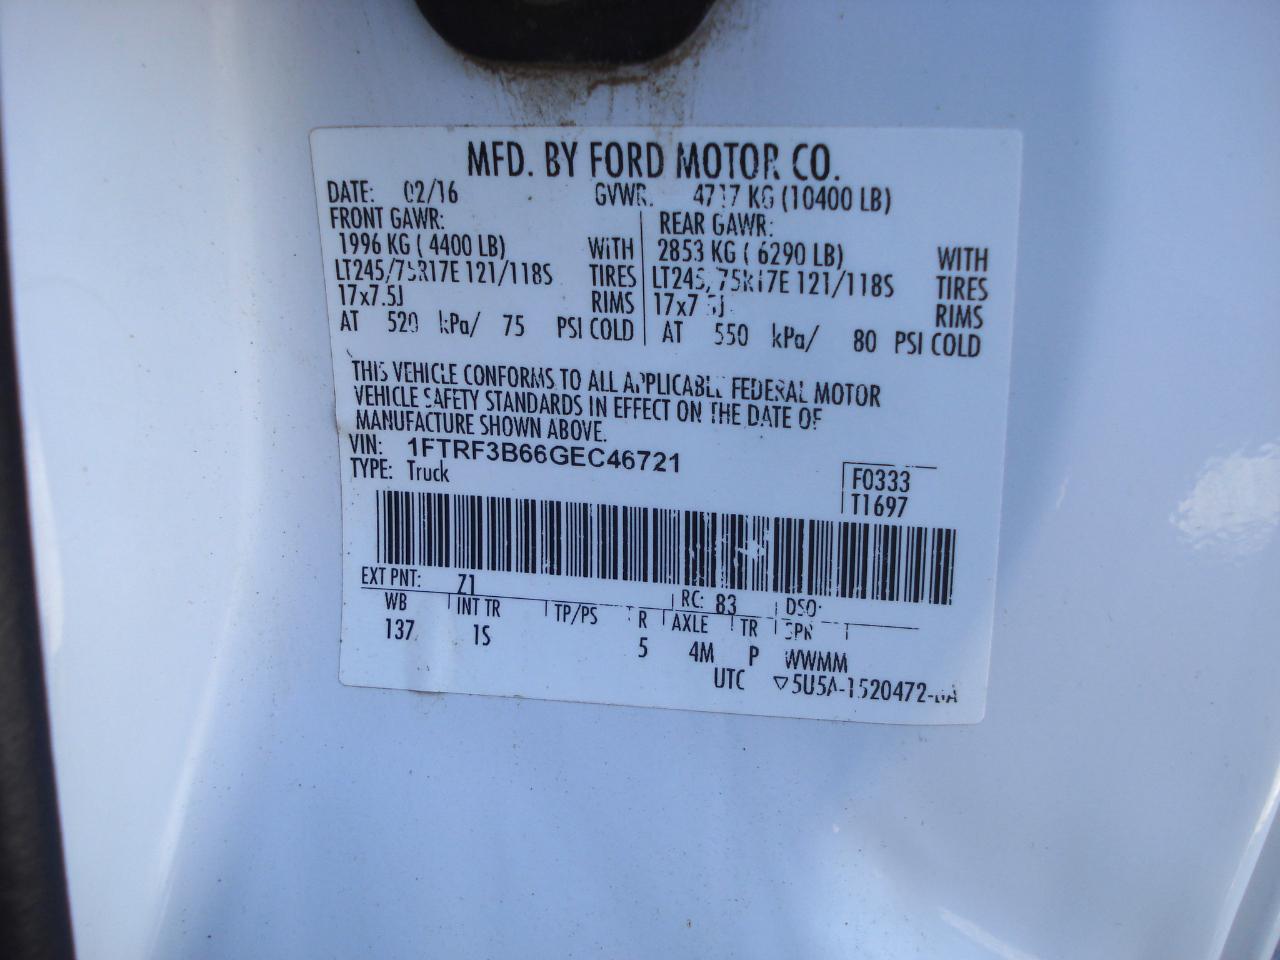 MFD. BY FORD MOTOR CO.
DATE: 02/16 GVWR: 4717 KG (10400 LB)
FRONT GAWR: REAR GAWR:
1996 KG ( 4400 LB) WITH 2853 KG ( 6290 LB) WITH
LT245/75R17E 121/118S TIRES LT245/75R17E 121/118S TIRES
17x7.5J RIMS 17x7.5J RIMS
AT 520 kPa/ 75 PSI COLD AT 550 kPa/ 80 PSI COLD
THIS VEHICLE CONFORMS TO ALL APPLICABLE FEDERAL MOTOR
VEHICLE SAFETY STANDARDS IN EFFECT ON THE DATE OF
MANUFACTURE SHOWN ABOVE.
VIN: 1FTRF3B66GEC46721
TYPE: Truck
F0333
T1697
EXT PNT: Z1 RC: 83 DSO:
WB INT TR TP/PS R AXLE TR SPR
137 1S 5 4M P WWMM
UTC ▽5U5A-1520472-